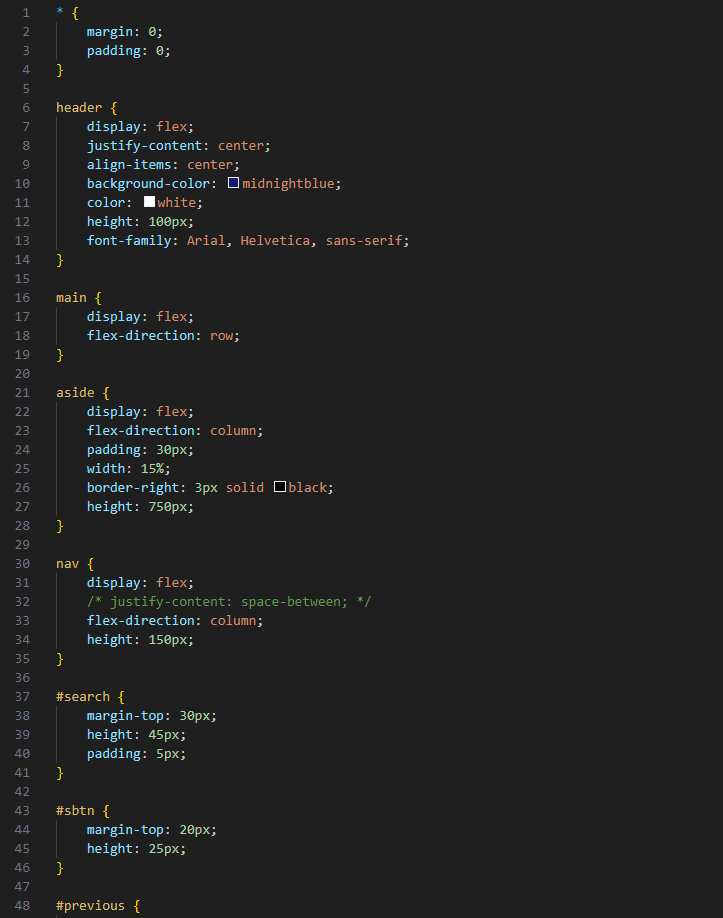 1 * {
2 margin: 0;
3 padding: 0;
4 }
5
6 header {
7 display: flex;
8 justify-content: center;
9 align-items: center;
10 background-color: midnightblue;
11 color: white;
12 height: 100px;
13 font-family: Arial, Helvetica, sans-serif;
14 }
15
16 main {
17 display: flex;
18 flex-direction: row;
19 }
20
21 aside {
22 display: flex;
23 flex-direction: column;
24 padding: 30px;
25 width: 15%;
26 border-right: 3px solid black;
27 height: 750px;
28 }
29
30 nav {
31 display: flex;
32 /* justify-content: space-between; */
33 flex-direction: column;
34 height: 150px;
35 }
36
37 #search {
38 margin-top: 30px;
39 height: 45px;
40 padding: 5px;
41 }
42
43 #sbtn {
44 margin-top: 20px;
45 height: 25px;
46 }
47
48 #previous {